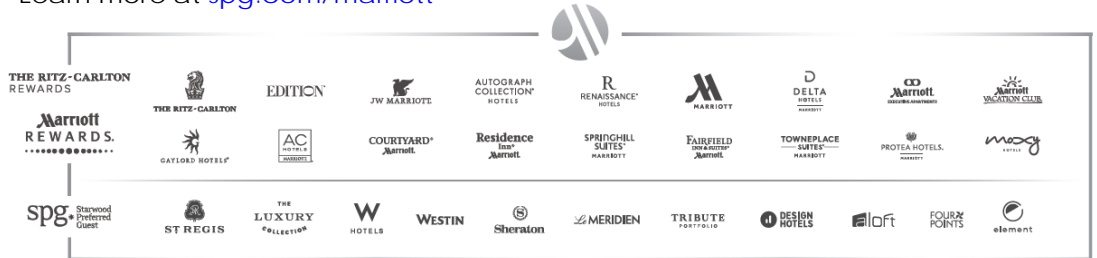 Learn more at spg.com/marriott
THE RITZ-CARLTON
REWARDS
Marriott
REWARDS.
THE RITZ-CARLTON
EDITION
JW MARRIOTT
AUTOGRAPH
COLLECTION®
HOTELS
R
RENAISSANCE®
HOTELS
MARRIOTT
DELTA
HOTELS
MARRIOTT
Marriott
EXECUTIVE APARTMENTS
Marriott
VACATION CLUB
GAYLORD HOTELS®
AC
HOTELS
MARRIOTT
COURTYARD®
Marriott
Residence
Inn®
Marriott
SPRINGHILL
SUITES®
MARRIOTT
FAIRFIELD
INN & SUITES®
Marriott
TOWNEPLACE
SUITES®
MARRIOTT
PROTEA HOTELS.
MARRIOTT
moxy
HOTELS
spg® Starwood
Preferred
Guest
ST REGIS
THE
LUXURY
COLLECTION
W
HOTELS
WESTIN
S
Sheraton
Le MERIDIEN
TRIBUTE
PORTFOLIO
DESIGN
HOTELS
aloft
FOUR
POINTS
element